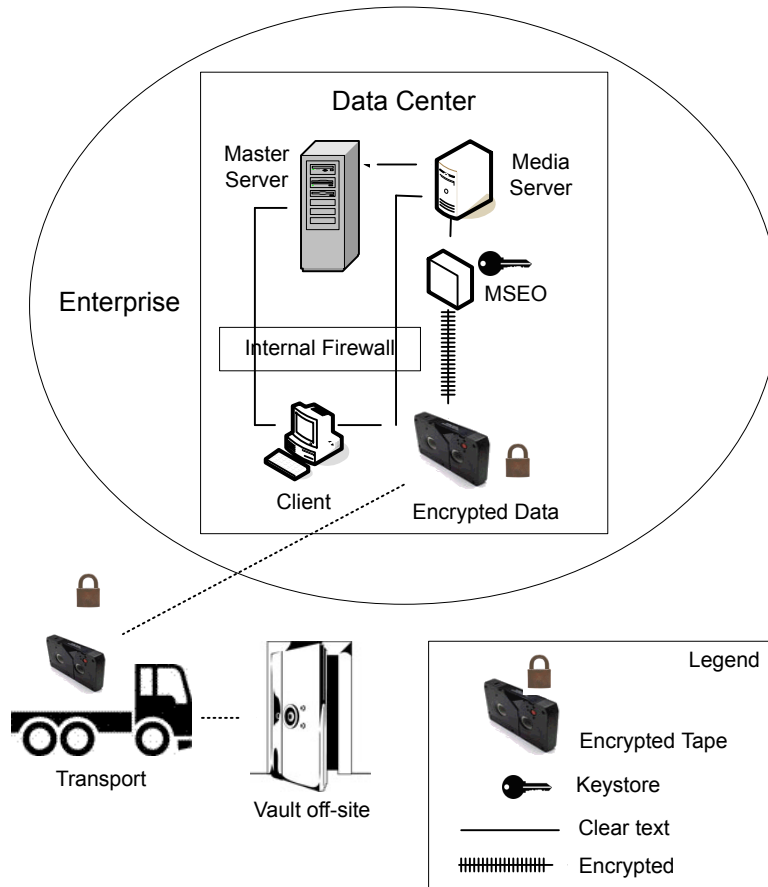 Data Center
Master
Server
Media
Server
Enterprise
MSEO
Internal Firewall
Client
Encrypted Data
Legend
Encrypted Tape
Transport
Keystore
Vault off-site
Clear text
Encrypted